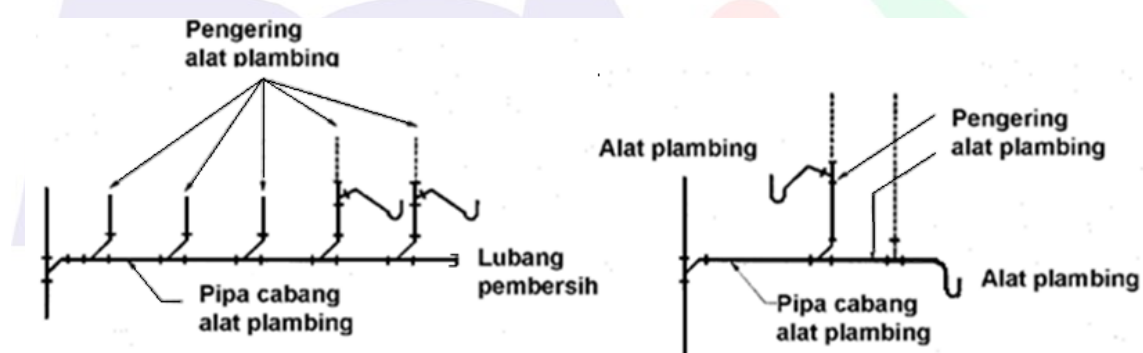 Pengering
alat plambing
Lubang
pembersih
Pipa cabang
alat plambing
Alat plambing
Pengering
alat plambing
Alat plambing
Pipa cabang
alat plambing